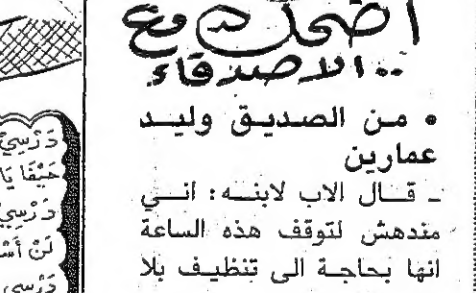 اضحك مع
الاصدقاء..
• من الصديق وليد
عمارين
ـ قال الاب لابنه: اني
مندهش لتوقف هذه الساعة
انها بحاجة الى تنظيف بلا
دَرْسِي
حَيْفَا يَا
دَرْسِي
لَنْ أَنْ
دَرْسِي